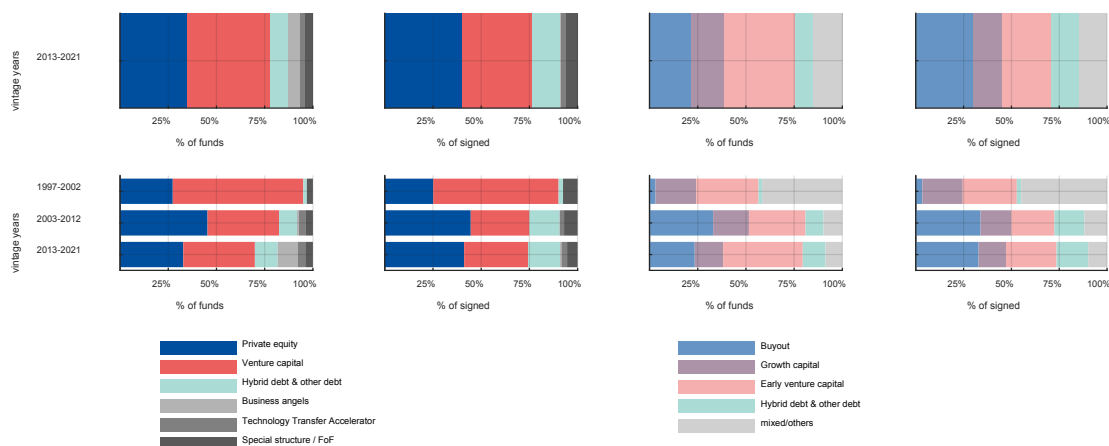 vintage years
2013-2021
25% 50% 75% 100%
25% 50% 75% 100%
25% 50% 75% 100%
25% 50% 75% 100%
% of funds
% of signed
% of funds
% of signed
vintage years
1997-2002
2003-2012
2013-2021
25% 50% 75% 100%
25% 50% 75% 100%
25% 50% 75% 100%
25% 50% 75% 100%
% of funds
% of signed
% of funds
% of signed
Private equity
Venture capital
Hybrid debt & other debt
Business angels
Technology Transfer Accelerator
Special structure / FoF
Buyout
Growth capital
Early venture capital
Hybrid debt & other debt
mixed/others